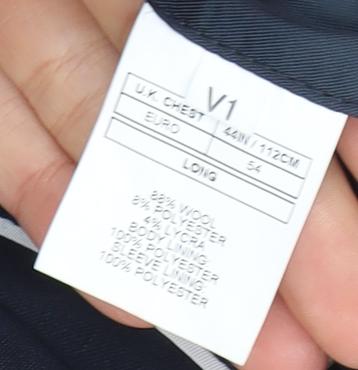 V1
U.K. CHEST 44IN / 112CM
EURO 54
LONG
88% WOOL
8% POLYESTER
4% LYCRA
BODY LINING:
100% POLYESTER
SLEEVE LINING:
100% POLYESTER